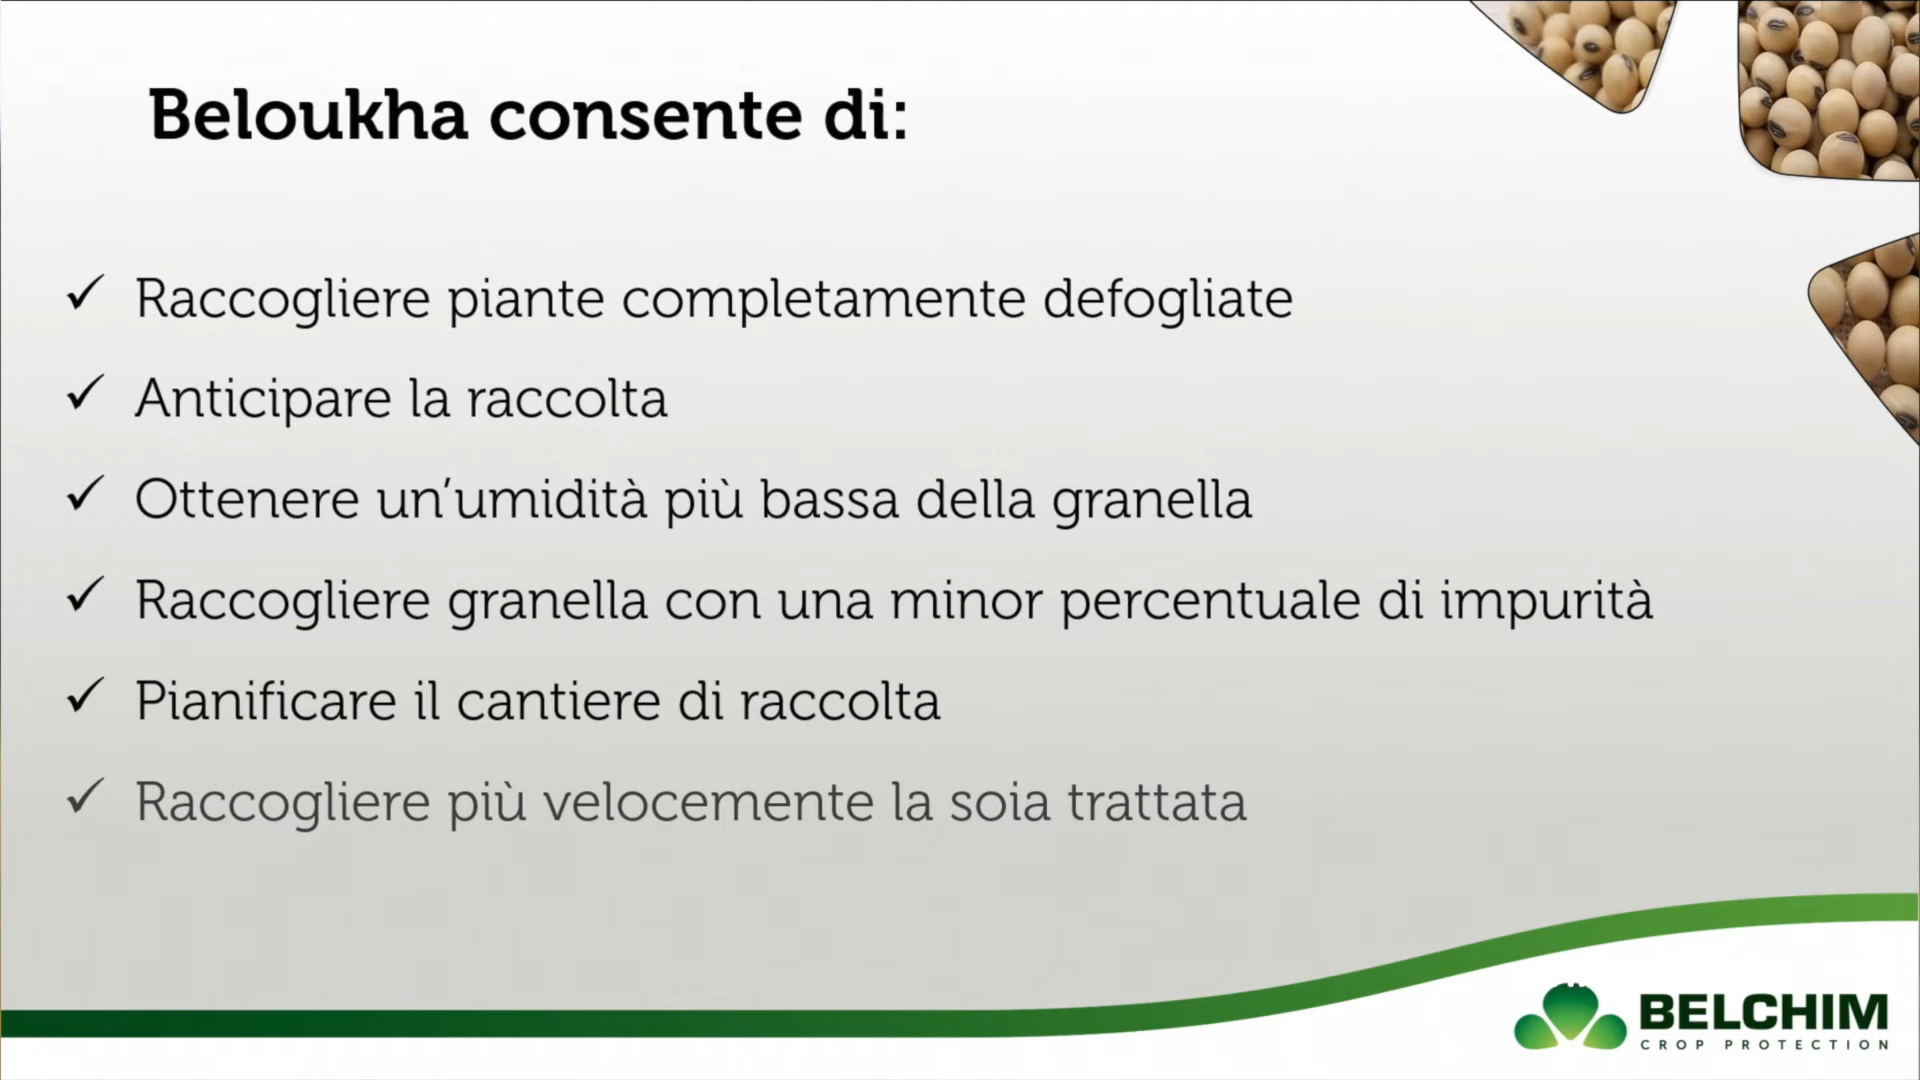 Beloukha consente di:
✓ Raccogliere piante completamente defogliate
✓ Anticipare la raccolta
✓ Ottenere un’umidità più bassa della granella
✓ Raccogliere granella con una minor percentuale di impurità
✓ Pianificare il cantiere di raccolta
✓ Raccogliere più velocemente la soia trattata
BELCHIM
CROP PROTECTION